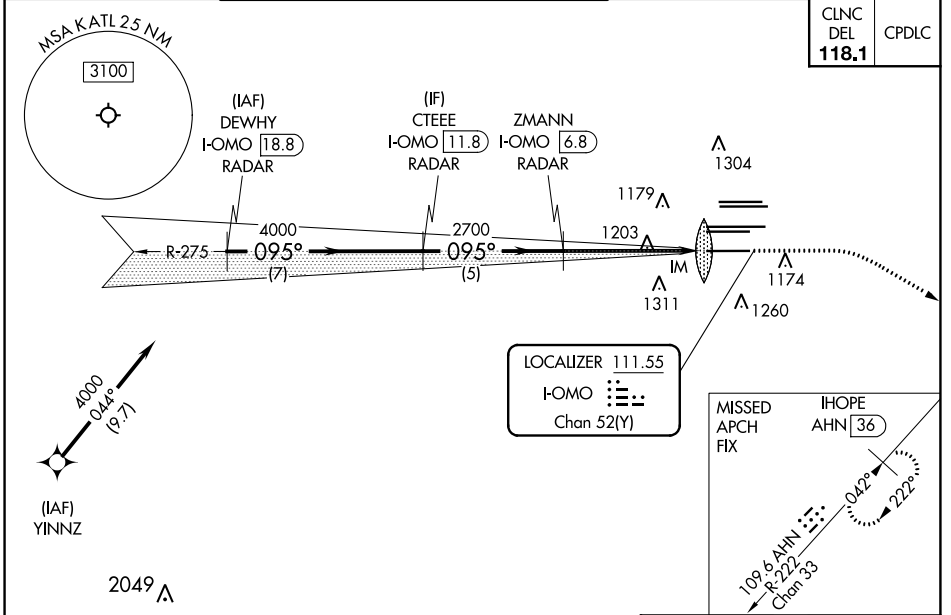 MSA KATL 25 NM
3100
CLNC
DEL
118.1
CPDLC
(IAF)
DEWHY
I-OMO 18.8
RADAR
(IF)
CTEEE
I-OMO 11.8
RADAR
ZMANN
I-OMO 6.8
RADAR
1304
1179
1203
R-275
4000
095°
(7)
2700
095°
(5)
IM
1311
1174
1260
4000
044°
(9.7)
(IAF)
YINNZ
LOCALIZER 111.55
I-OMO
Chan 52(Y)
MISSED
APCH
FIX
IHOPE
AHN 36
042°
222°
109.6 AHN
R-222
Chan 33
2049